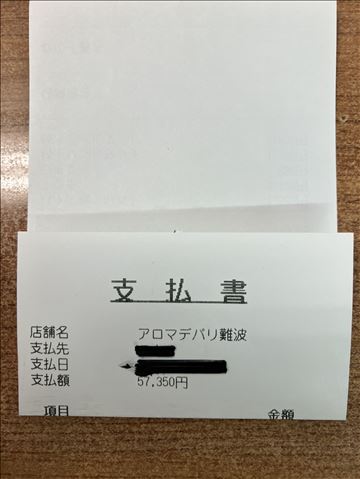 支払書
店舗名 アロマデバリ難波
支払先
支払日
支払額 57,350円
項目 金額